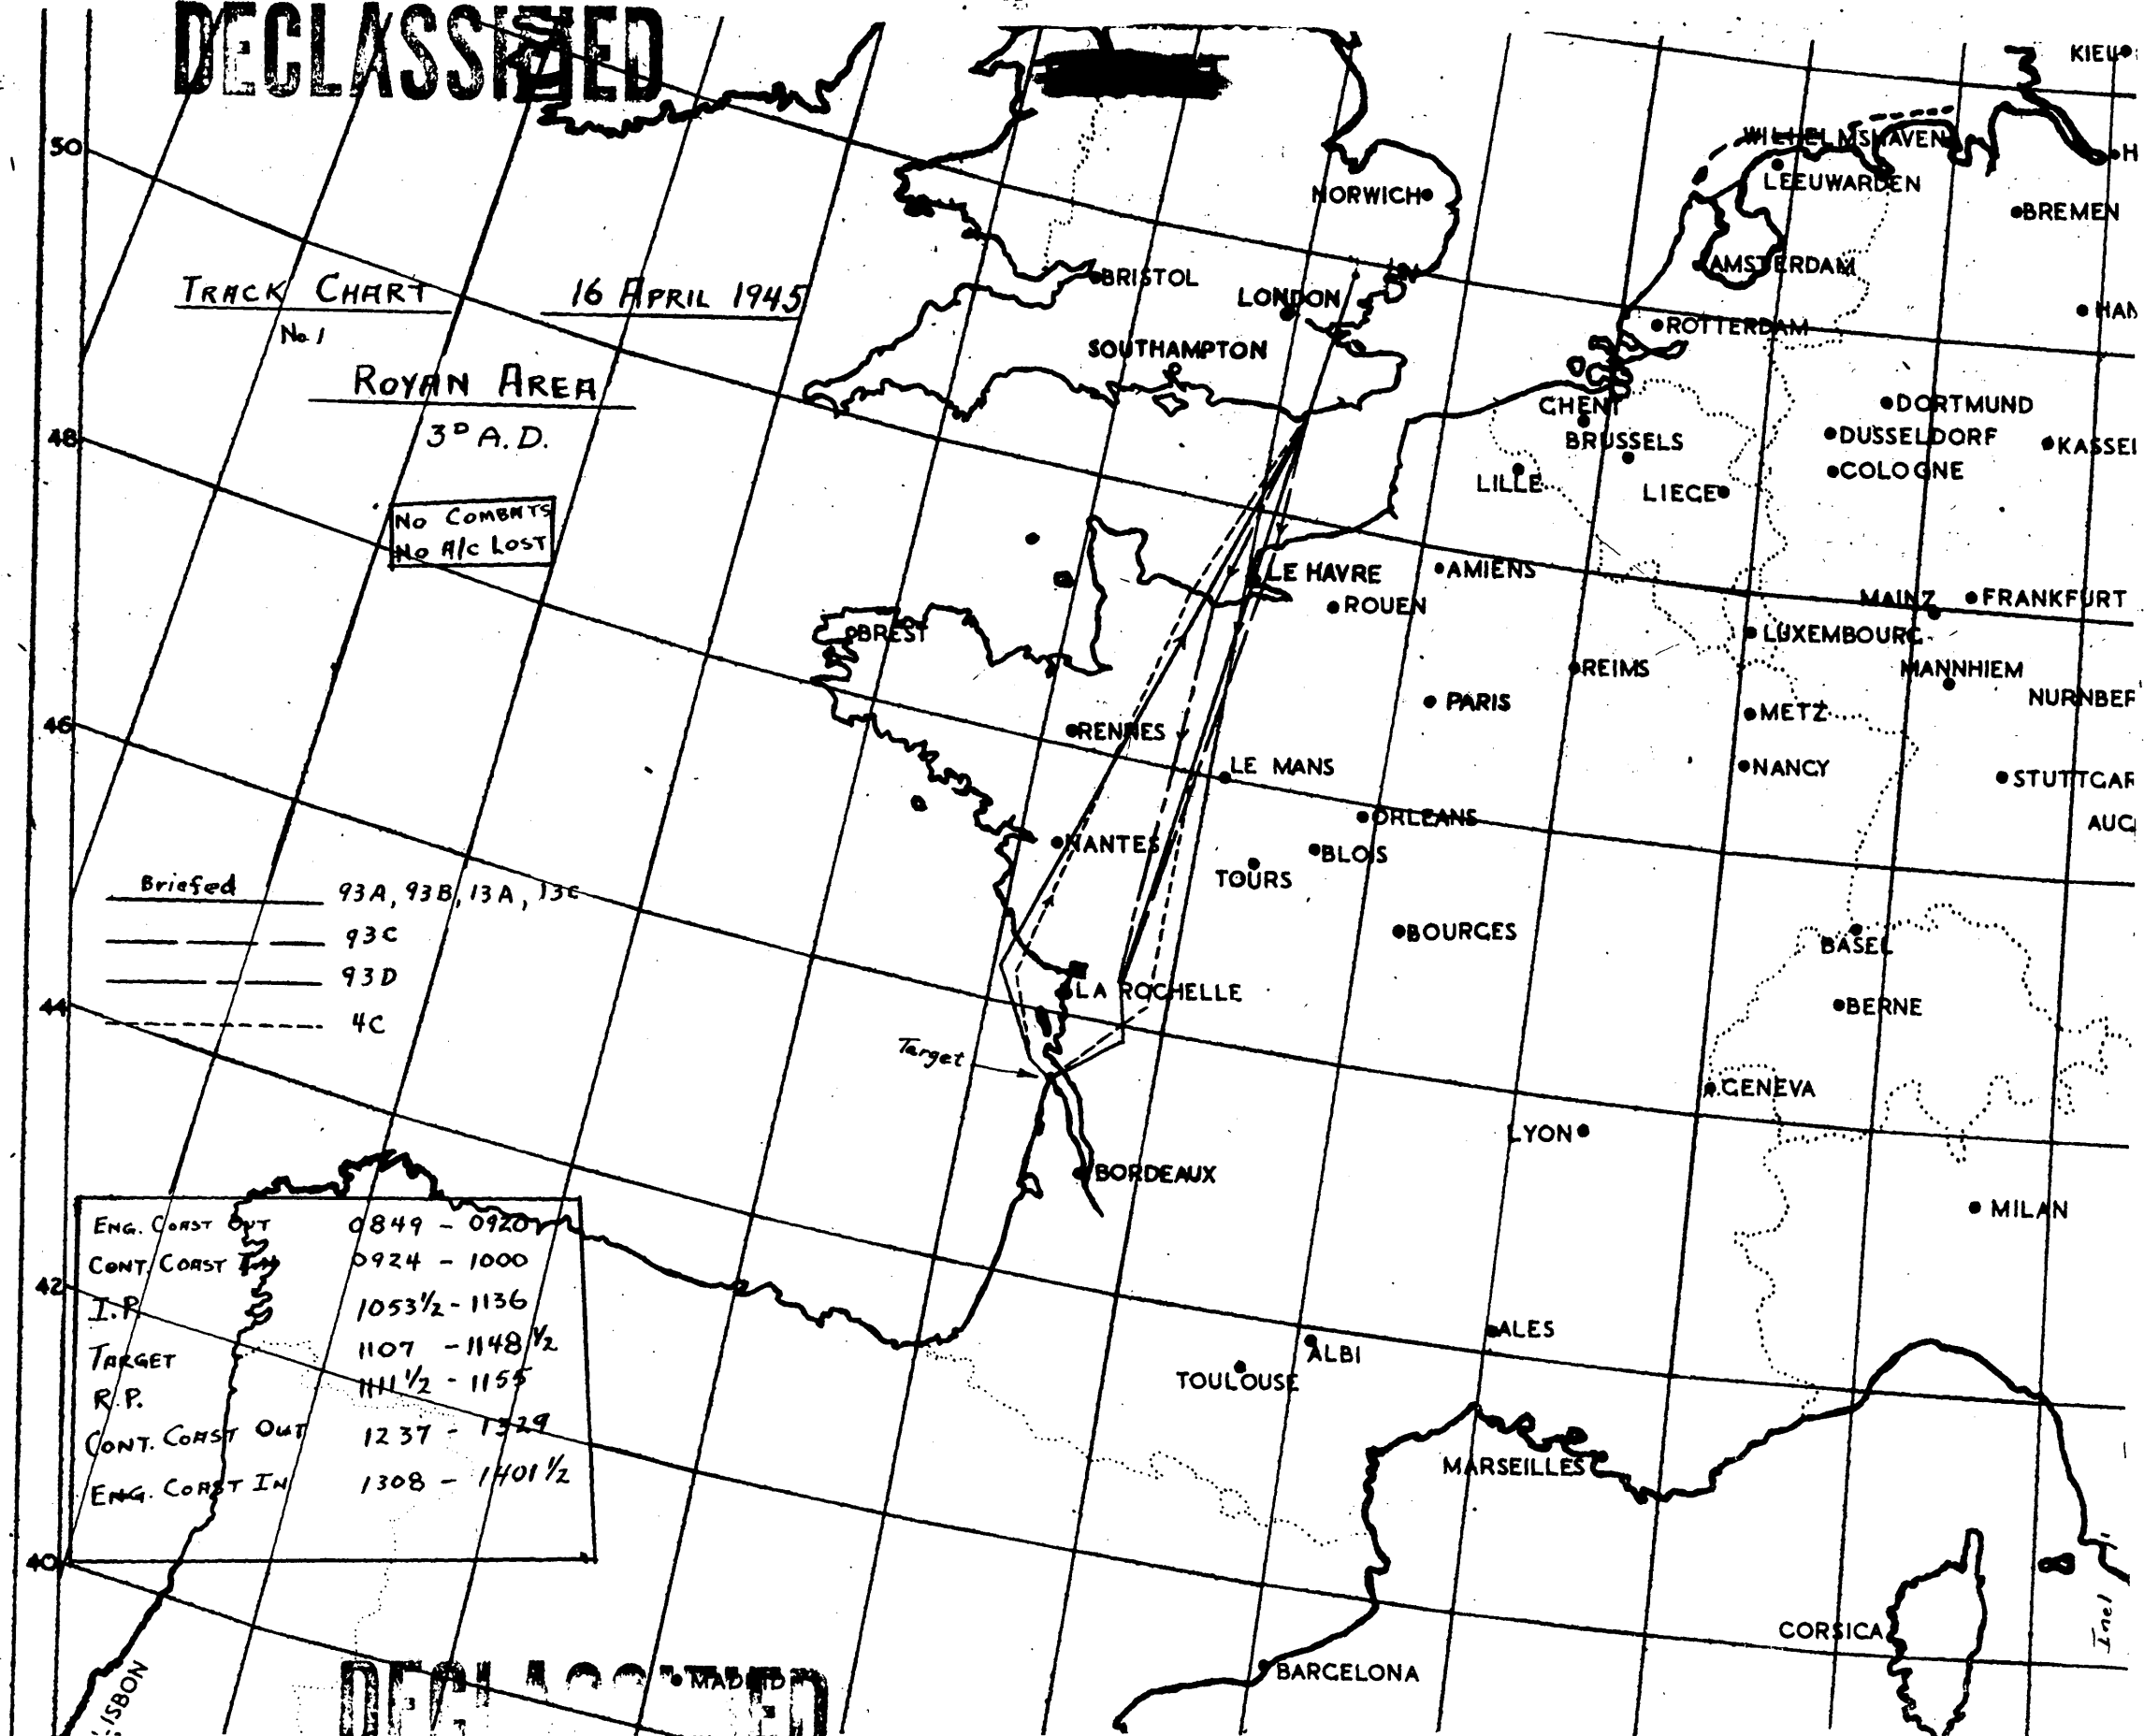 DECLASSIFIED
KIEL
50
WILHELMSHAVEN
LEEUWARDEN
NORWICH
BREMEN
AMSTERDAM
BRISTOL
TRACK CHART 16 APRIL 1945
LONDON
HAN
No. 1
ROTTERDAM
SOUTHAMPTON
ROYAN AREA
3D A.D.
GHENT
DORTMUND
48
BRUSSELS
DUSSELDORF
KASSEL
COLOGNE
LILLE
LIEGE
No COMBATS
No A/C LOST
LE HAVRE
AMIENS
ROUEN
MAINZ
FRANKFURT
BREST
LUXEMBOURG
REIMS
MANNHIEM
PARIS
NURNBER
46
METZ
RENNES
LE MANS
NANCY
STUTTGAR
ORLEANS
AUG
NANTES
BLOIS
TOURS
Briefed 93A, 93B, 13A, 13C
93C
BOURGES
BASEL
93D
LA ROCHELLE
44
BERNE
4C
Target
GENEVA
LYON
BORDEAUX
MILAN
ENG. COAST OUT 0849 - 0920
CONT. COAST IN 0924 - 1000
42
I.P. 1053½ - 1136
TARGET 1107 - 1148½
R.P. 1111½ - 1155
CONT. COAST OUT 1237 - 1329
ENG. COAST IN 1308 - 1401½
ALES
ALBI
TOULOUSE
MARSEILLES
40
CORSICA
BARCELONA
MADRID
LISBON
DECLASSIFIED